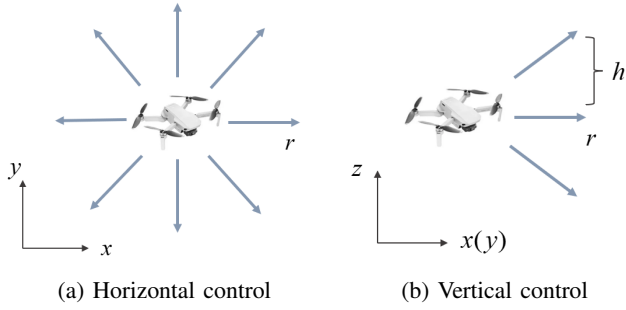 r
y
x
(a) Horizontal control
h
r
z
x(y)
(b) Vertical control